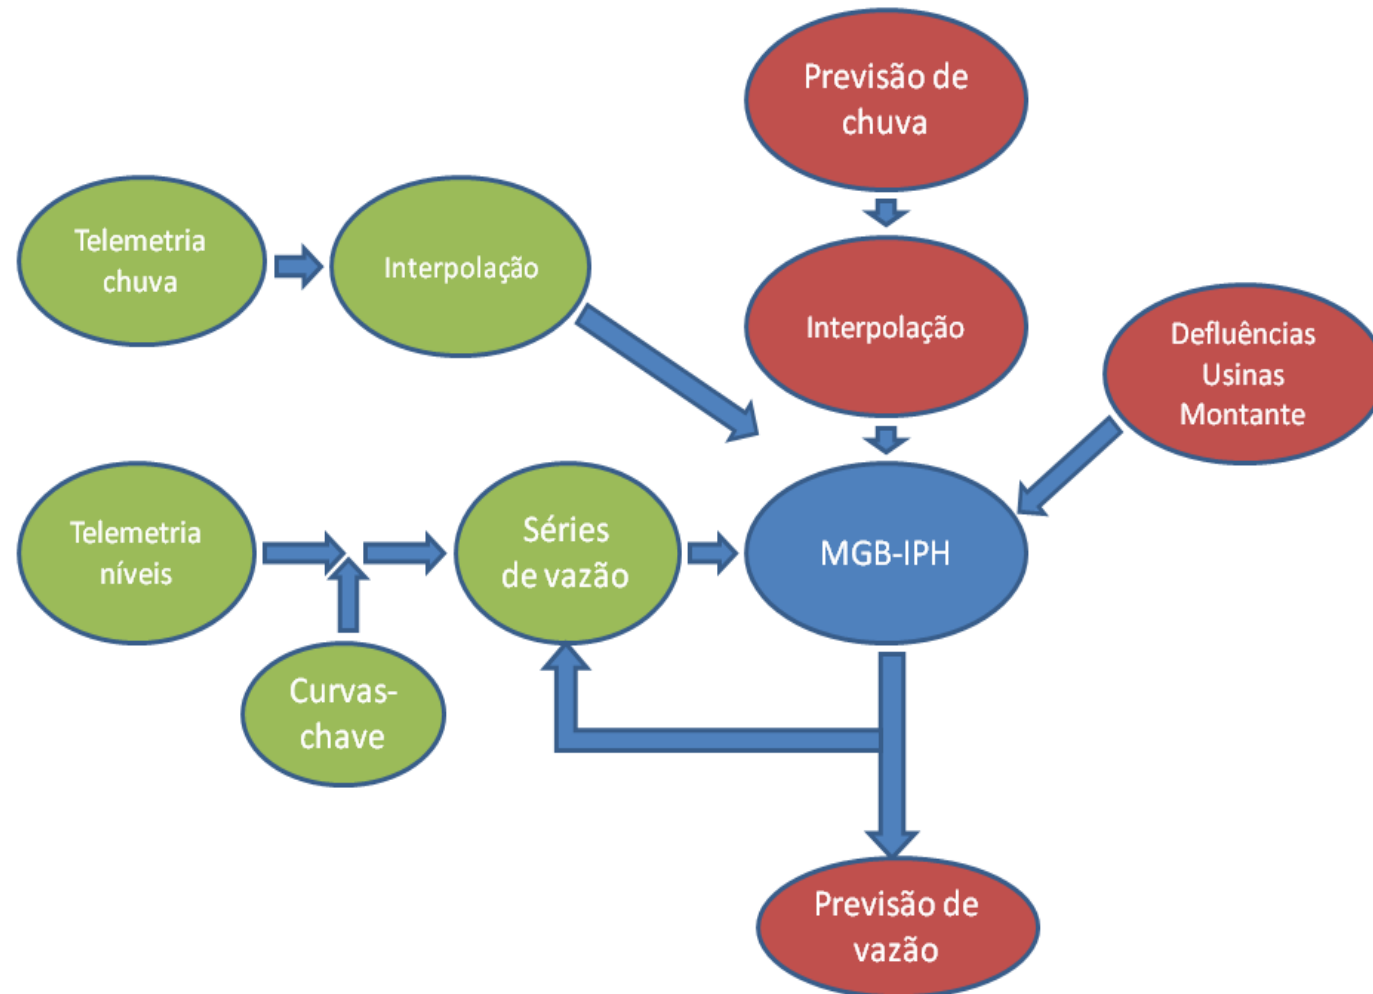 Previsão de
chuva
Telemetria
chuva
Interpolação
Interpolação
Defluências
Usinas
Montante
Telemetria
níveis
Séries
de vazão
MGB-IPH
Curvas-
chave
Previsão de
vazão